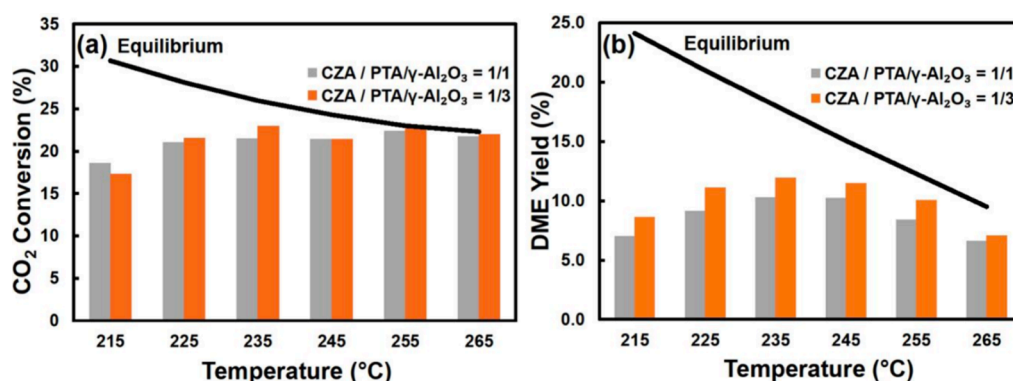 (a) Equilibrium
CZA / PTA/γ-Al₂O₃ = 1/1
CZA / PTA/γ-Al₂O₃ = 1/3
CO₂ Conversion (%)
35
30
25
20
15
10
5
0
215 225 235 245 255 265
Temperature (°C)
(b) Equilibrium
CZA / PTA/γ-Al₂O₃ = 1/1
CZA / PTA/γ-Al₂O₃ = 1/3
DME Yield (%)
25.0
20.0
15.0
10.0
5.0
0.0
215 225 235 245 255 265
Temperature (°C)